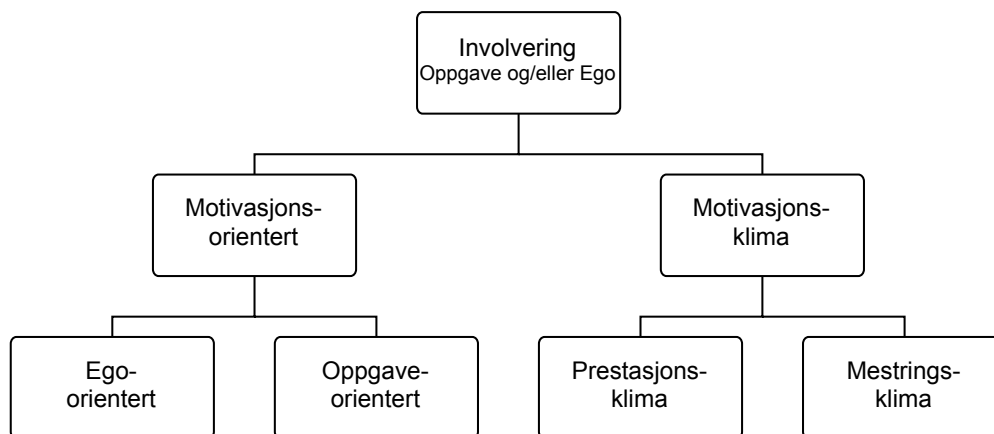 Involvering
Oppgave og/eller Ego
Motivasjons-
orientert
Motivasjons-
klima
Ego-
orientert
Oppgave-
orientert
Prestasjons-
klima
Mestrings-
klima